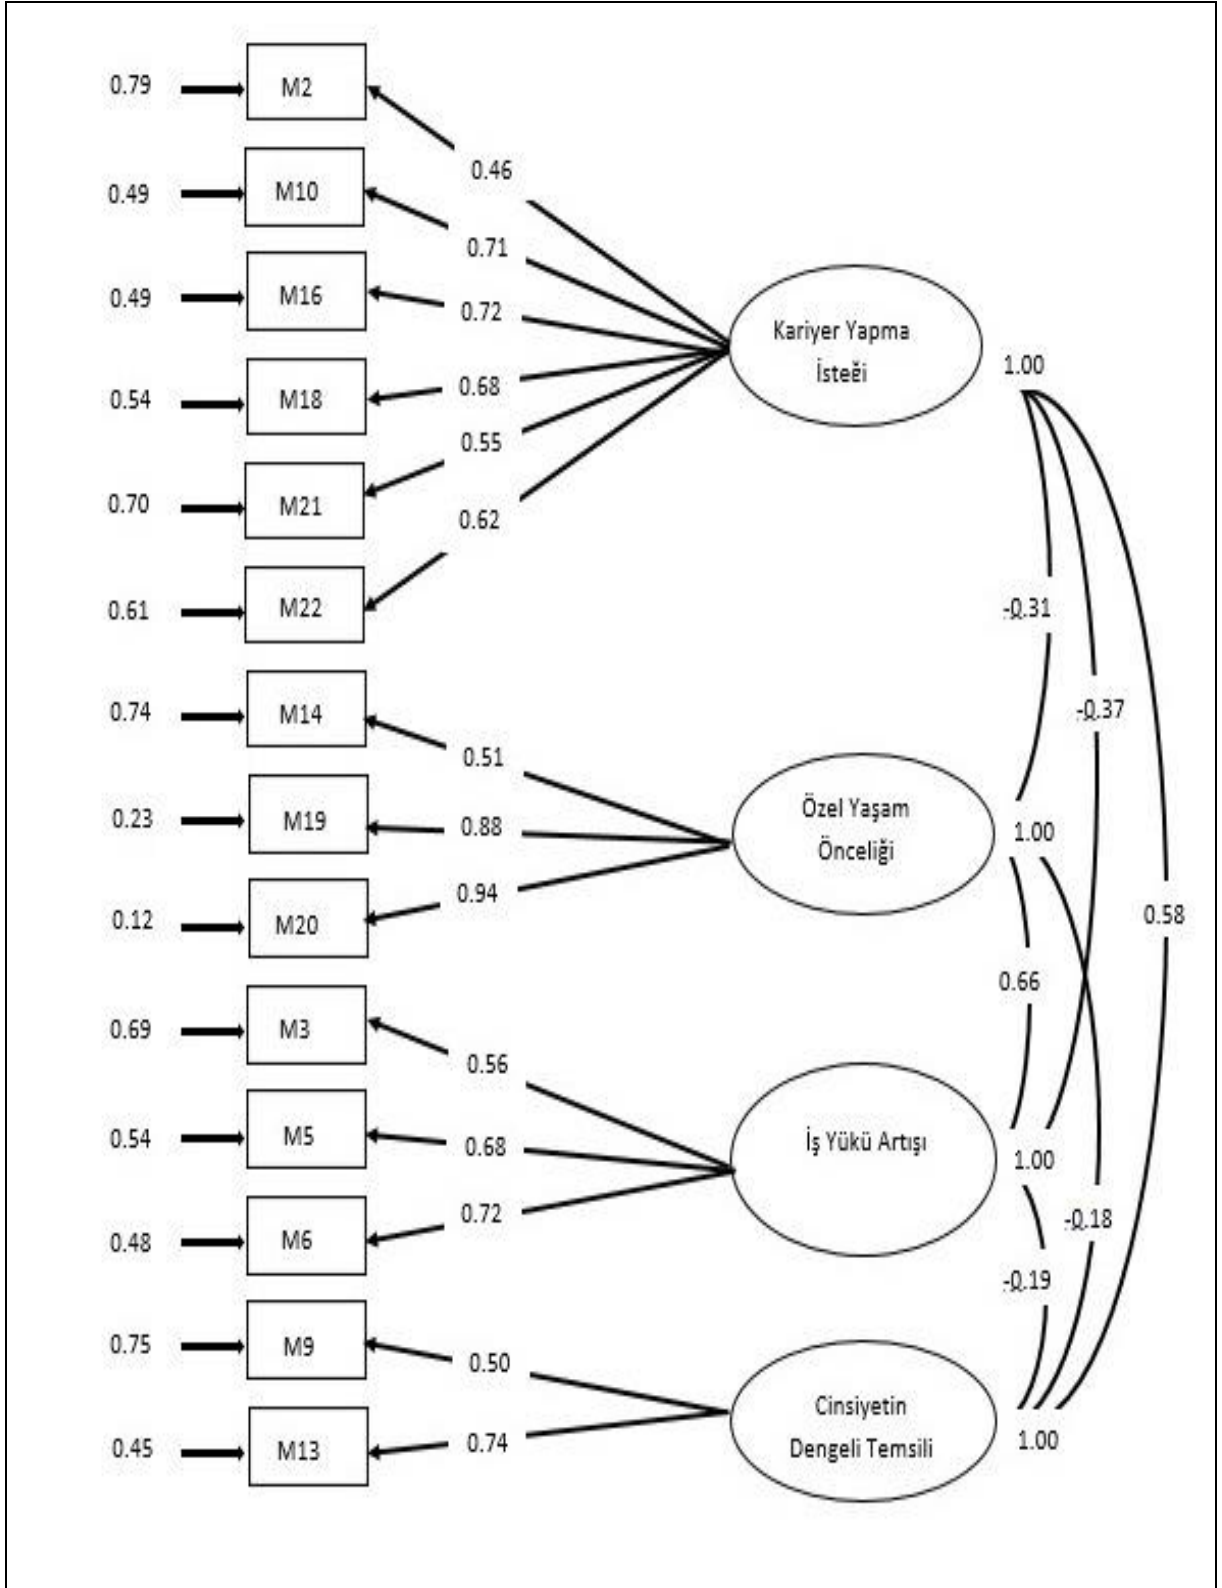 0.79
M2
0.46
0.49
M10
0.71
0.49
M16
0.72
0.54
M18
0.68
0.70
M21
0.55
0.61
M22
0.62
Kariyer Yapma
İsteği
1.00
-0.31
-0.37
0.74
M14
0.51
0.23
M19
0.88
0.12
M20
0.94
Özel Yaşam
Önceliği
1.00
0.58
0.66
0.69
M3
0.56
0.54
M5
0.68
0.48
M6
0.72
İş Yükü Artışı
1.00
-0.18
-0.19
0.75
M9
0.50
0.45
M13
0.74
Cinsiyetin
Dengeli Temsili
1.00